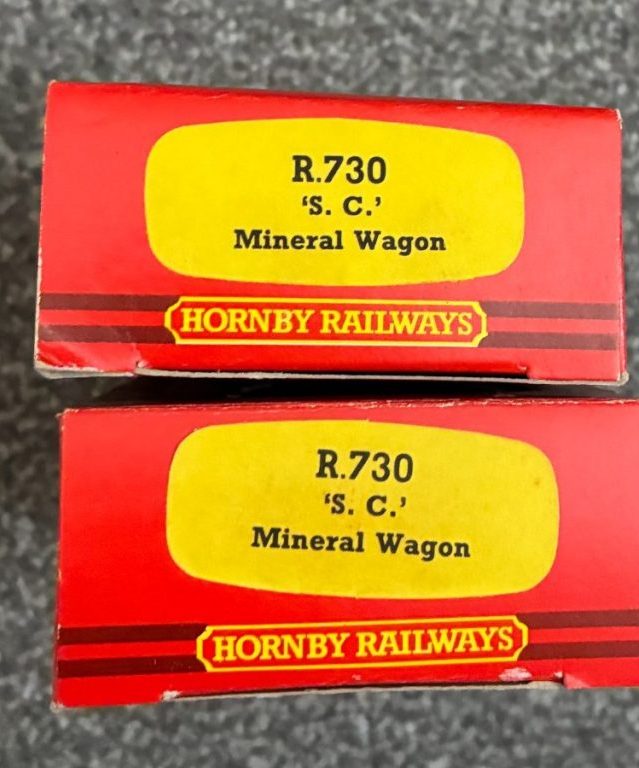 R.730
‘S. C.’
Mineral Wagon
HORNBY RAILWAYS
R.730
‘S. C.’
Mineral Wagon
HORNBY RAILWAYS